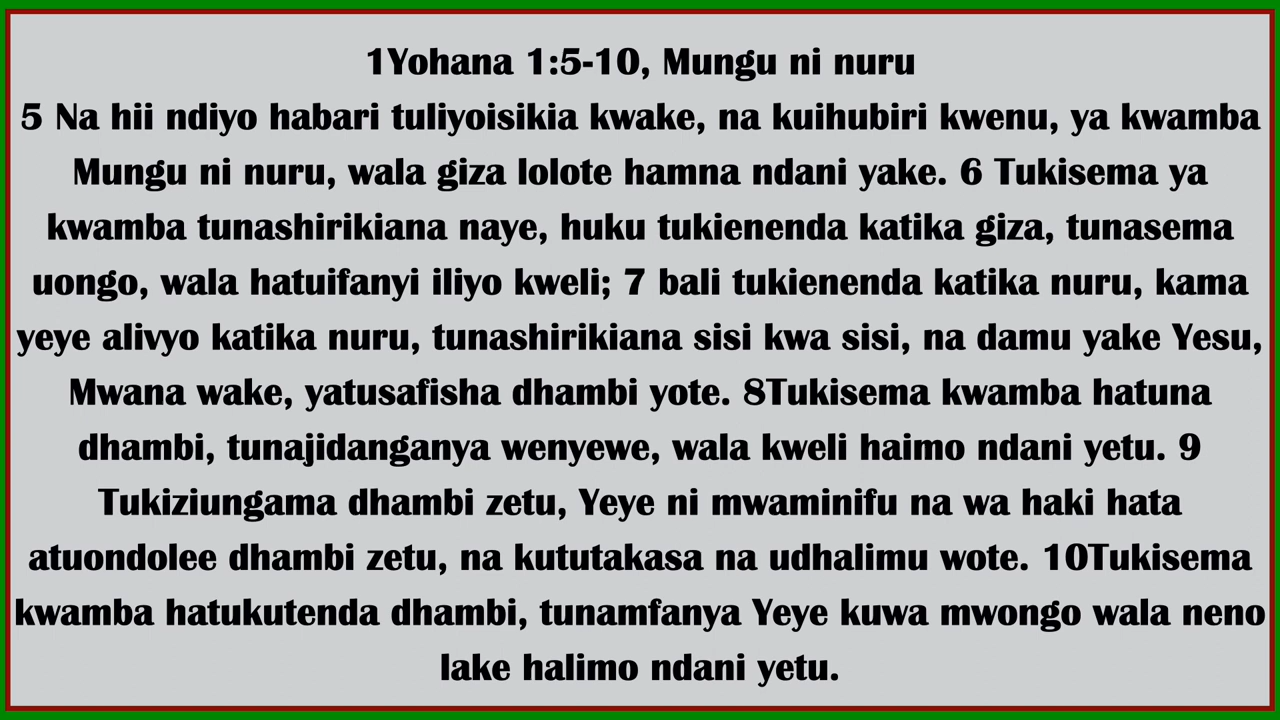 1Yohana 1:5-10, Mungu ni nuru
5 Na hii ndiyo habari tuliyoisikia kwake, na kuihubiri kwenu, ya kwamba
Mungu ni nuru, wala giza lolote hamna ndani yake. 6 Tukisema ya
kwamba tunashirikiana naye, huku tukienenda katika giza, tunasema
uongo, wala hatuifanyi iliyo kweli; 7 bali tukienenda katika nuru, kama
yeye alivyo katika nuru, tunashirikiana sisi kwa sisi, na damu yake Yesu,
Mwana wake, yatusafisha dhambi yote. 8Tukisema kwamba hatuna
dhambi, tunajidanganya wenyewe, wala kweli haimo ndani yetu. 9
Tukiziungama dhambi zetu, Yeye ni mwaminifu na wa haki hata
atuondolee dhambi zetu, na kututakasa na udhalimu wote. 10Tukisema
kwamba hatukutenda dhambi, tunamfanya Yeye kuwa mwongo wala neno
lake halimo ndani yetu.